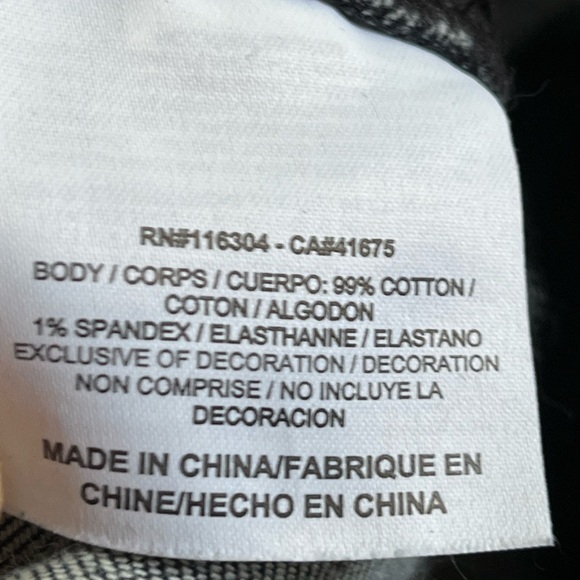 RN#116304 - CA#41675
BODY / CORPS / CUERPO: 99% COTTON /
COTON / ALGODON
1% SPANDEX / ELASTHANNE / ELASTANO
EXCLUSIVE OF DECORATION / DECORATION
NON COMPRISE / NO INCLUYE LA
DECORACION
MADE IN CHINA/FABRIQUE EN
CHINE/HECHO EN CHINA